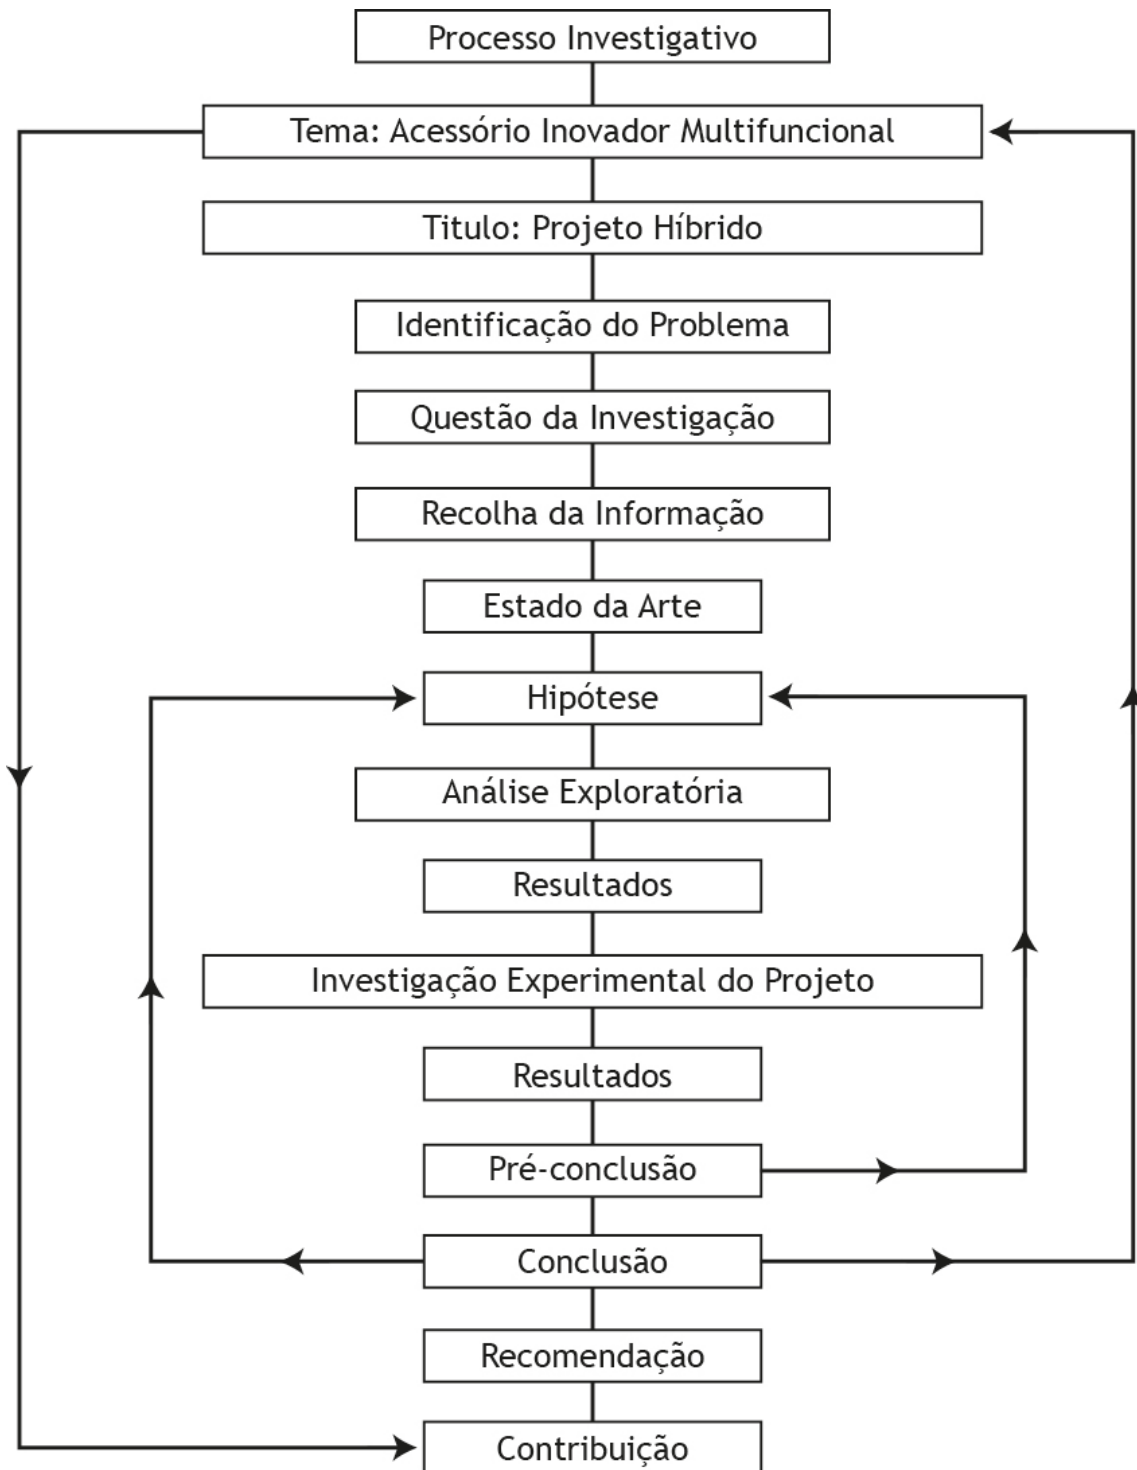 Processo Investigativo
Tema: Acessório Inovador Multifuncional
Titulo: Projeto Híbrido
Identificação do Problema
Questão da Investigação
Recolha da Informação
Estado da Arte
Hipótese
Análise Exploratória
Resultados
Investigação Experimental do Projeto
Resultados
Pré-conclusão
Conclusão
Recomendação
Contribuição